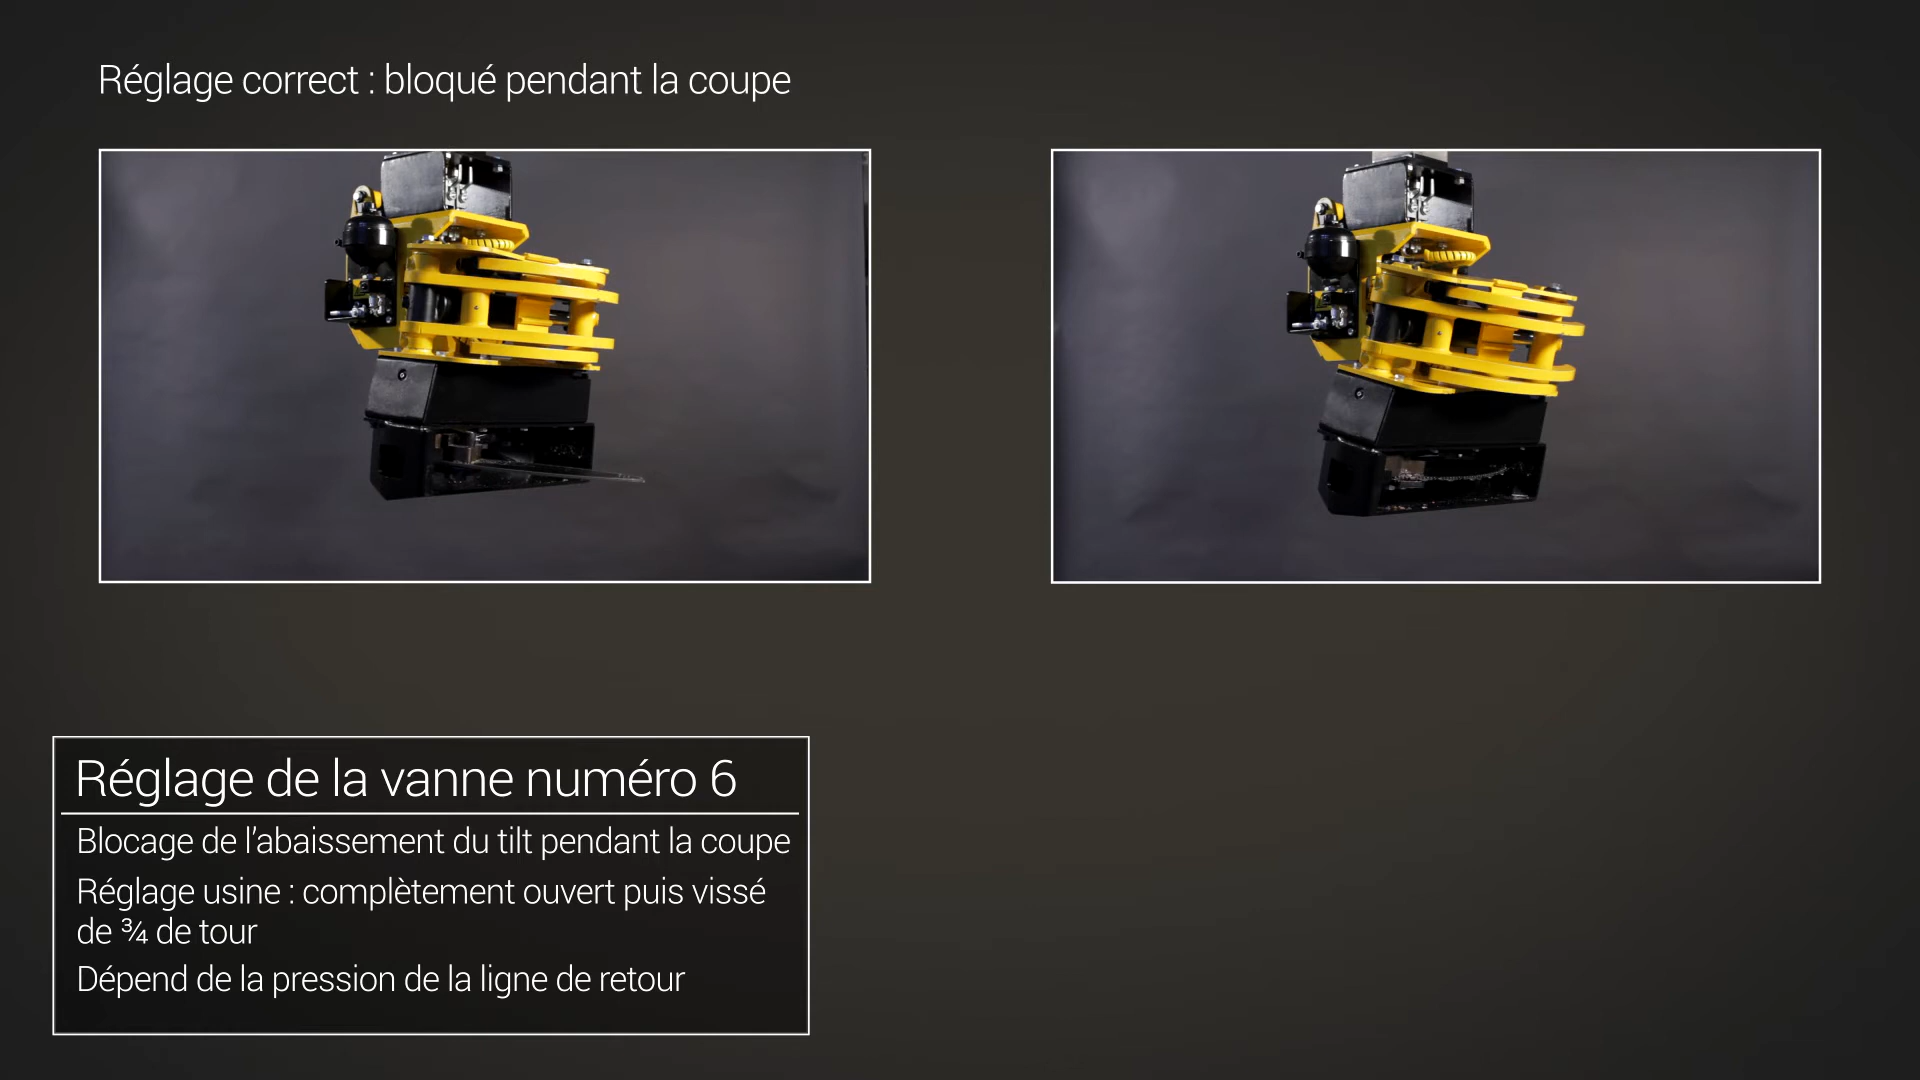 Réglage correct : bloqué pendant la coupe
Réglage de la vanne numéro 6
Blocage de l’abaissement du tilt pendant la coupe
Réglage usine : complètement ouvert puis vissé
de ¾ de tour
Dépend de la pression de la ligne de retour